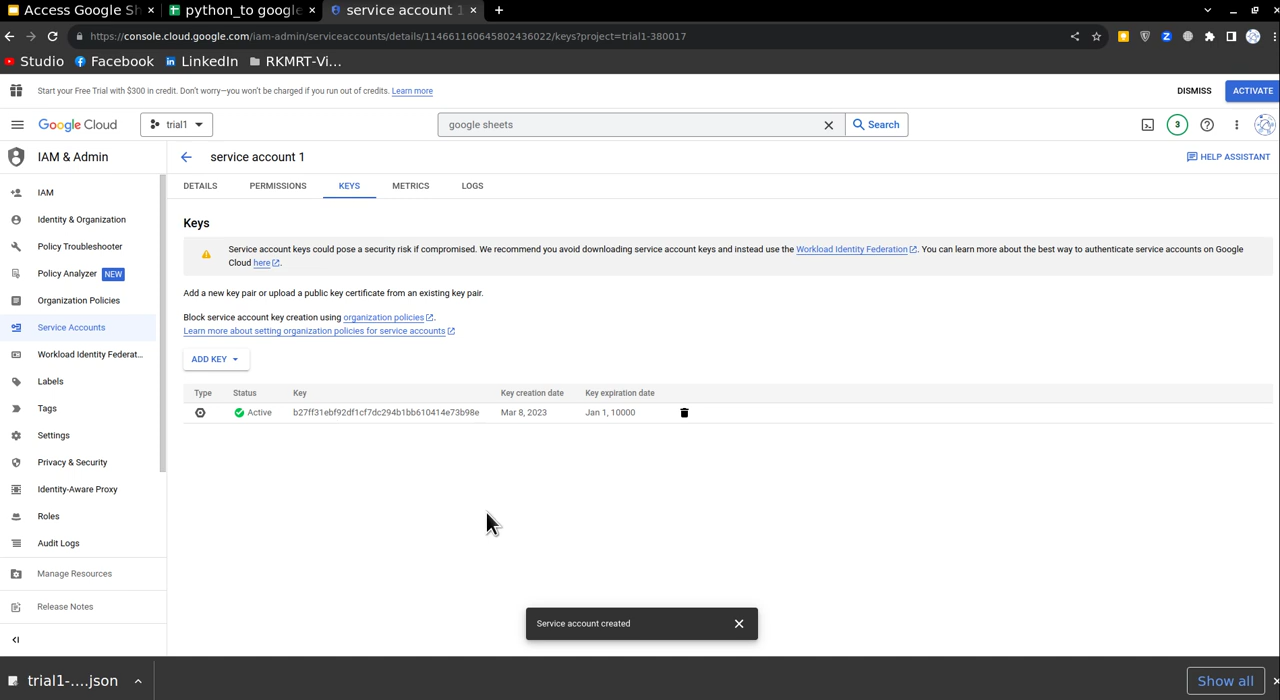 Access Google Sh
python_to google
service account 1
https://console.cloud.google.com/iam-admin/serviceaccounts/details/114661160645802436022/keys?project=trial1-380017
Studio Facebook LinkedIn RKMRT-Vi...
Start your Free Trial with $300 in credit. Don't worry—you won't be charged if you run out of credits. Learn more
DISMISS
ACTIVATE
Google Cloud
trial1
google sheets
Search
3
IAM & Admin
service account 1
HELP ASSISTANT
IAM
Identity & Organization
Policy Troubleshooter
Policy Analyzer NEW
Organization Policies
Service Accounts
Workload Identity Federat...
Labels
Tags
Settings
Privacy & Security
Identity-Aware Proxy
Roles
Audit Logs
Manage Resources
Release Notes
DETAILS PERMISSIONS KEYS METRICS LOGS
Keys
Service account keys could pose a security risk if compromised. We recommend you avoid downloading service account keys and instead use the Workload Identity Federation. You can learn more about the best way to authenticate service accounts on Google
Cloud here.
Add a new key pair or upload a public key certificate from an existing key pair.
Block service account key creation using organization policies.
Learn more about setting organization policies for service accounts
ADD KEY
Type Status Key Key creation date Key expiration date
Active b27ff31ebf92df1cf7dc294b1bb610414e73b98e Mar 8, 2023 Jan 1, 10000
Service account created
trial1-....json
Show all